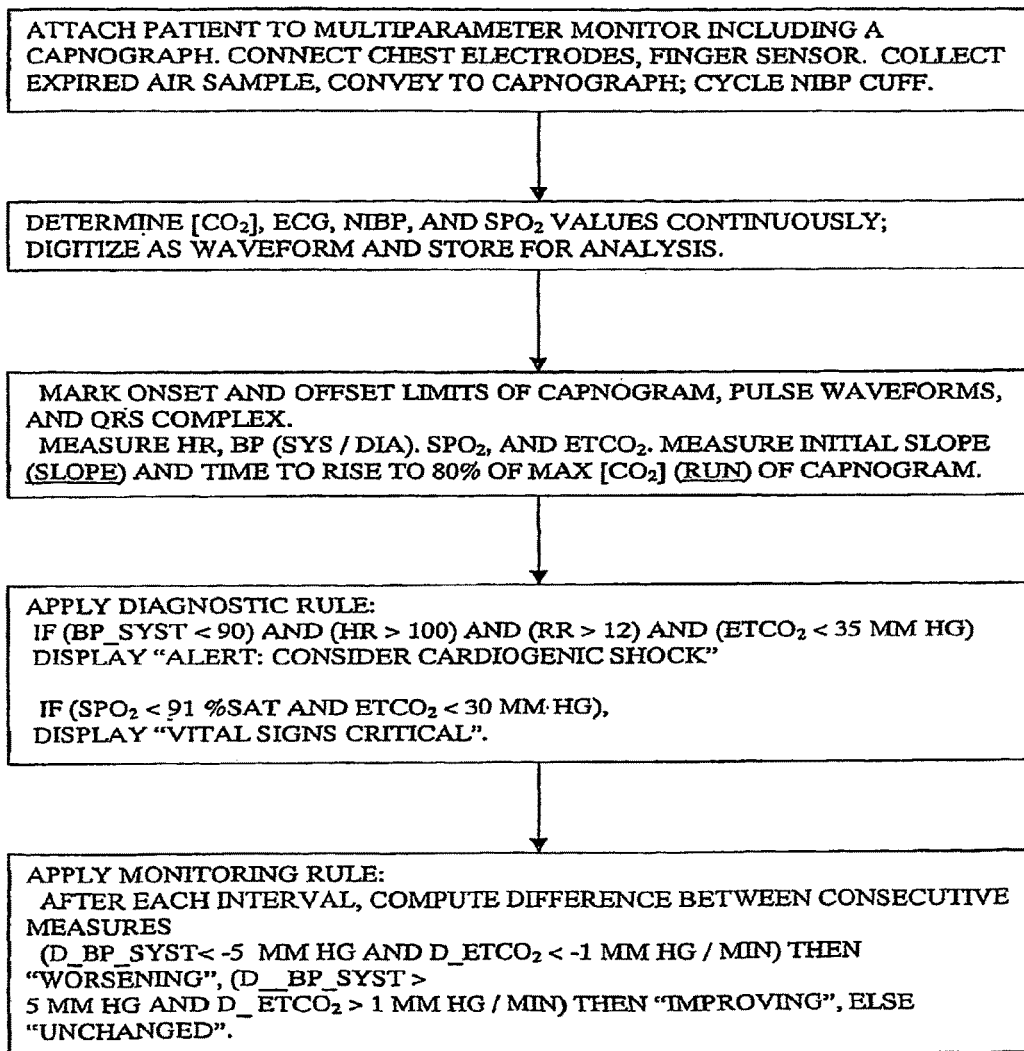 ATTACH PATIENT TO MULTIPARAMETER MONITOR INCLUDING A
CAPNOGRAPH. CONNECT CHEST ELECTRODES, FINGER SENSOR. COLLECT
EXPIRED AIR SAMPLE, CONVEY TO CAPNOGRAPH; CYCLE NIBP CUFF.
DETERMINE [CO₂], ECG, NIBP, AND SPO₂ VALUES CONTINUOUSLY;
DIGITIZE AS WAVEFORM AND STORE FOR ANALYSIS.
MARK ONSET AND OFFSET LIMITS OF CAPNOGRAM, PULSE WAVEFORMS,
AND QRS COMPLEX.
MEASURE HR, BP (SYS / DIA). SPO₂, AND ETCO₂. MEASURE INITIAL SLOPE
(SLOPE) AND TIME TO RISE TO 80% OF MAX [CO₂] (RUN) OF CAPNOGRAM.
APPLY DIAGNOSTIC RULE:
IF (BP_SYST < 90) AND (HR > 100) AND (RR > 12) AND (ETCO₂ < 35 MM HG)
DISPLAY “ALERT: CONSIDER CARDIOGENIC SHOCK”
IF (SPO₂ < 91 %SAT AND ETCO₂ < 30 MM HG),
DISPLAY “VITAL SIGNS CRITICAL”.
APPLY MONITORING RULE:
AFTER EACH INTERVAL, COMPUTE DIFFERENCE BETWEEN CONSECUTIVE
MEASURES
(D_BP_SYST< -5 MM HG AND D_ETCO₂ < -1 MM HG / MIN) THEN
“WORSENING”, (D__BP_SYST >
5 MM HG AND D_ ETCO₂ > 1 MM HG / MIN) THEN “IMPROVING”, ELSE
“UNCHANGED”.